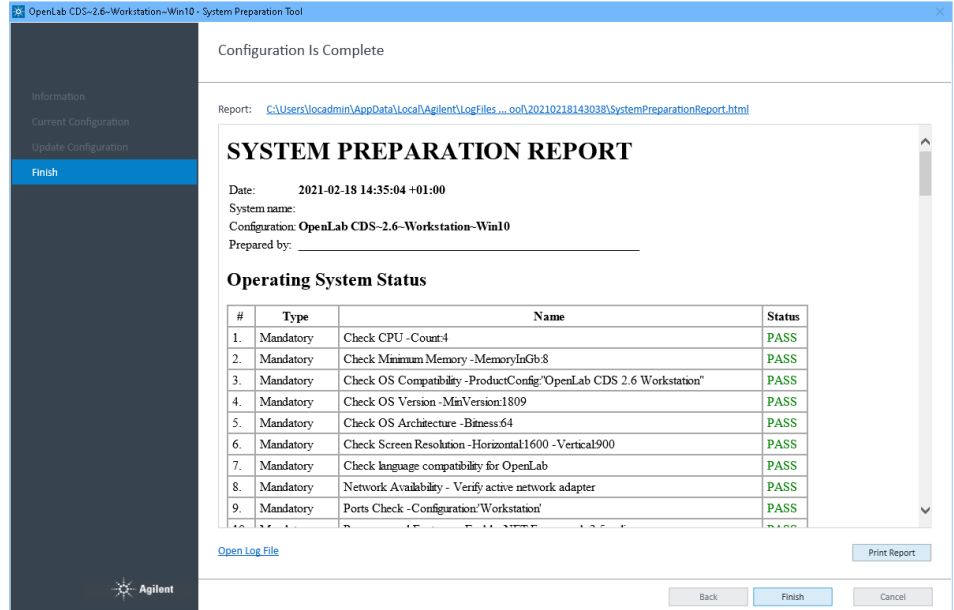 OpenLab CDS~2.6~Workstation~Win10 - System Preparation Tool
Configuration Is Complete
Information
Current Configuration
Update Configuration
Finish
Report: C:\Users\locadmin\AppData\Local\Agilent\LogFiles ... ool\20210218143038\SystemPreparationReport.html
SYSTEM PREPARATION REPORT
Date: 2021-02-18 14:35:04 +01:00
System name:
Configuration: OpenLab CDS~2.6~Workstation~Win10
Prepared by:
Operating System Status
# Type Name Status
1. Mandatory Check CPU -Count:4 PASS
2. Mandatory Check Minimum Memory -MemoryInGb:8 PASS
3. Mandatory Check OS Compatibility -ProductConfig:"OpenLab CDS 2.6 Workstation" PASS
4. Mandatory Check OS Version -MinVersion:1809 PASS
5. Mandatory Check OS Architecture -Bitness:64 PASS
6. Mandatory Check Screen Resolution -Horizontal:1600 -Vertical:900 PASS
7. Mandatory Check language compatibility for OpenLab PASS
8. Mandatory Network Availability - Verify active network adapter PASS
9. Mandatory Ports Check -Configuration:'Workstation' PASS
Open Log File
Print Report
Agilent
Back Finish Cancel